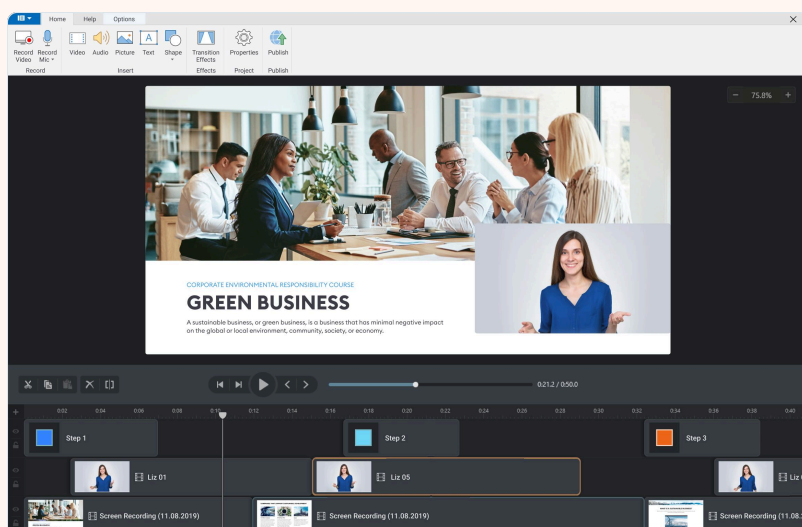 Home Help Options
Record Video
Record Mic
Video Audio Picture Text Shape
Transition Effects
Properties Publish
Record Insert Effects Project Publish
75.8%
CORPORATE ENVIRONMENTAL RESPONSIBILITY COURSE
GREEN BUSINESS
A sustainable business, or green business, is a business that has minimal negative impact
on the global or local environment, community, society, or economy.
0:21.2 / 0:50.0
0:02 0:04 0:06 0:08 0:10 0:12 0:14 0:16 0:18 0:20 0:22 0:24 0:26 0:28 0:30 0:32 0:34 0:36 0:38 0:40
Step 1 Step 2 Step 3
Liz 01 Liz 05 Liz
Screen Recording (11.08.2019) Screen Recording (11.08.2019) Screen Recording (11.08.